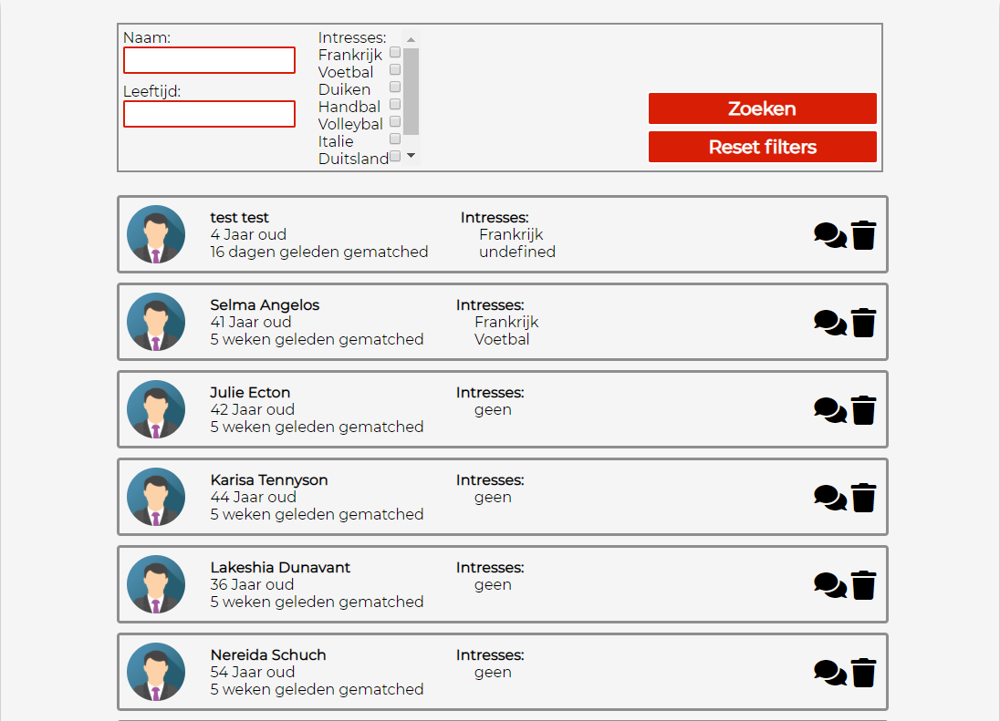 Naam:
Leeftijd:
Intresses:
Frankrijk
Voetbal
Duiken
Handbal
Volleybal
Italie
Duitsland
Zoeken
Reset filters
test test
4 Jaar oud
16 dagen geleden gematched
Intresses:
Frankrijk
undefined
Selma Angelos
41 Jaar oud
5 weken geleden gematched
Intresses:
Frankrijk
Voetbal
Julie Ecton
42 Jaar oud
5 weken geleden gematched
Intresses:
geen
Karisa Tennyson
44 Jaar oud
5 weken geleden gematched
Intresses:
geen
Lakeshia Dunavant
36 Jaar oud
5 weken geleden gematched
Intresses:
geen
Nereida Schuch
54 Jaar oud
5 weken geleden gematched
Intresses:
geen